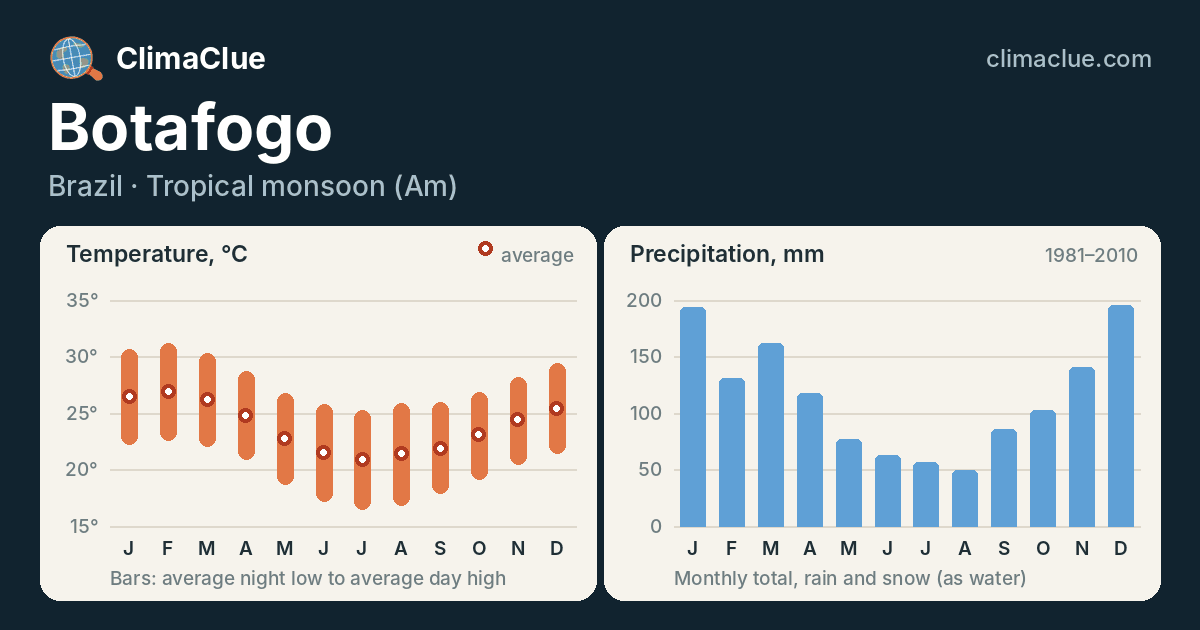 ClimaClue
climaclue.com
Botafogo
Brazil · Tropical monsoon (Am)
Temperature, °C
average
35°
30°
25°
20°
15°
J F M A M J J A S O N D
Bars: average night low to average day high
Precipitation, mm
1981–2010
200
150
100
50
0
J F M A M J J A S O N D
Monthly total, rain and snow (as water)